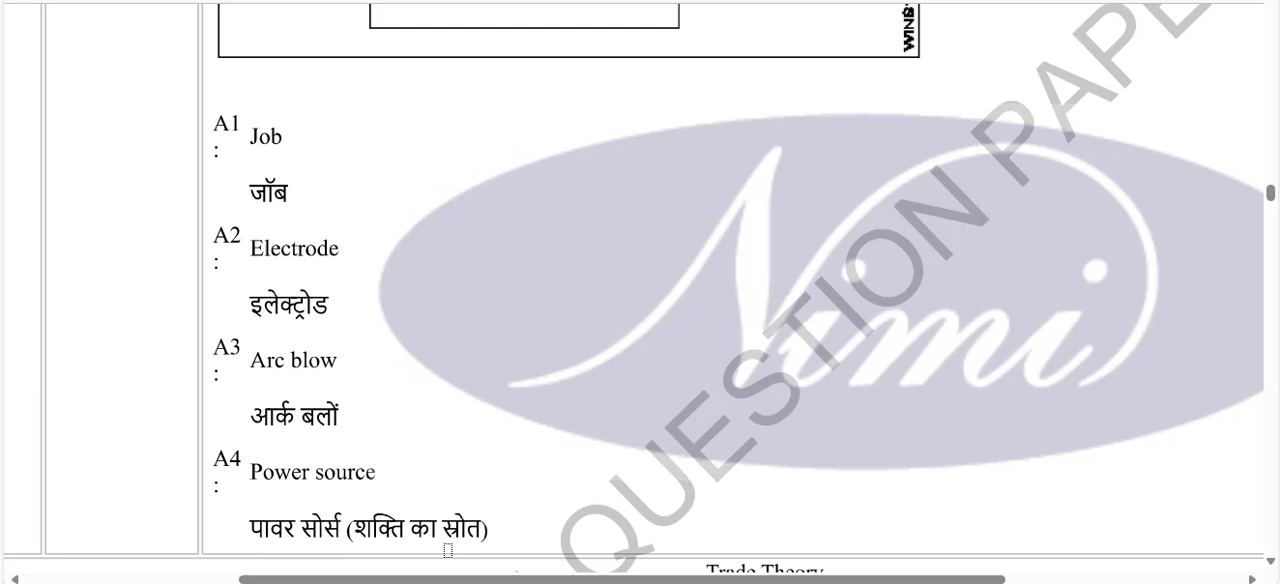 A1
:
Job
जॉब
A2
:
Electrode
इलेक्ट्रोड
A3
:
Arc blow
आर्क बलों
A4
:
Power source
पावर सोर्स (शक्ति का स्रोत)
Nimi
QUESTION PAPE
Trade Theory